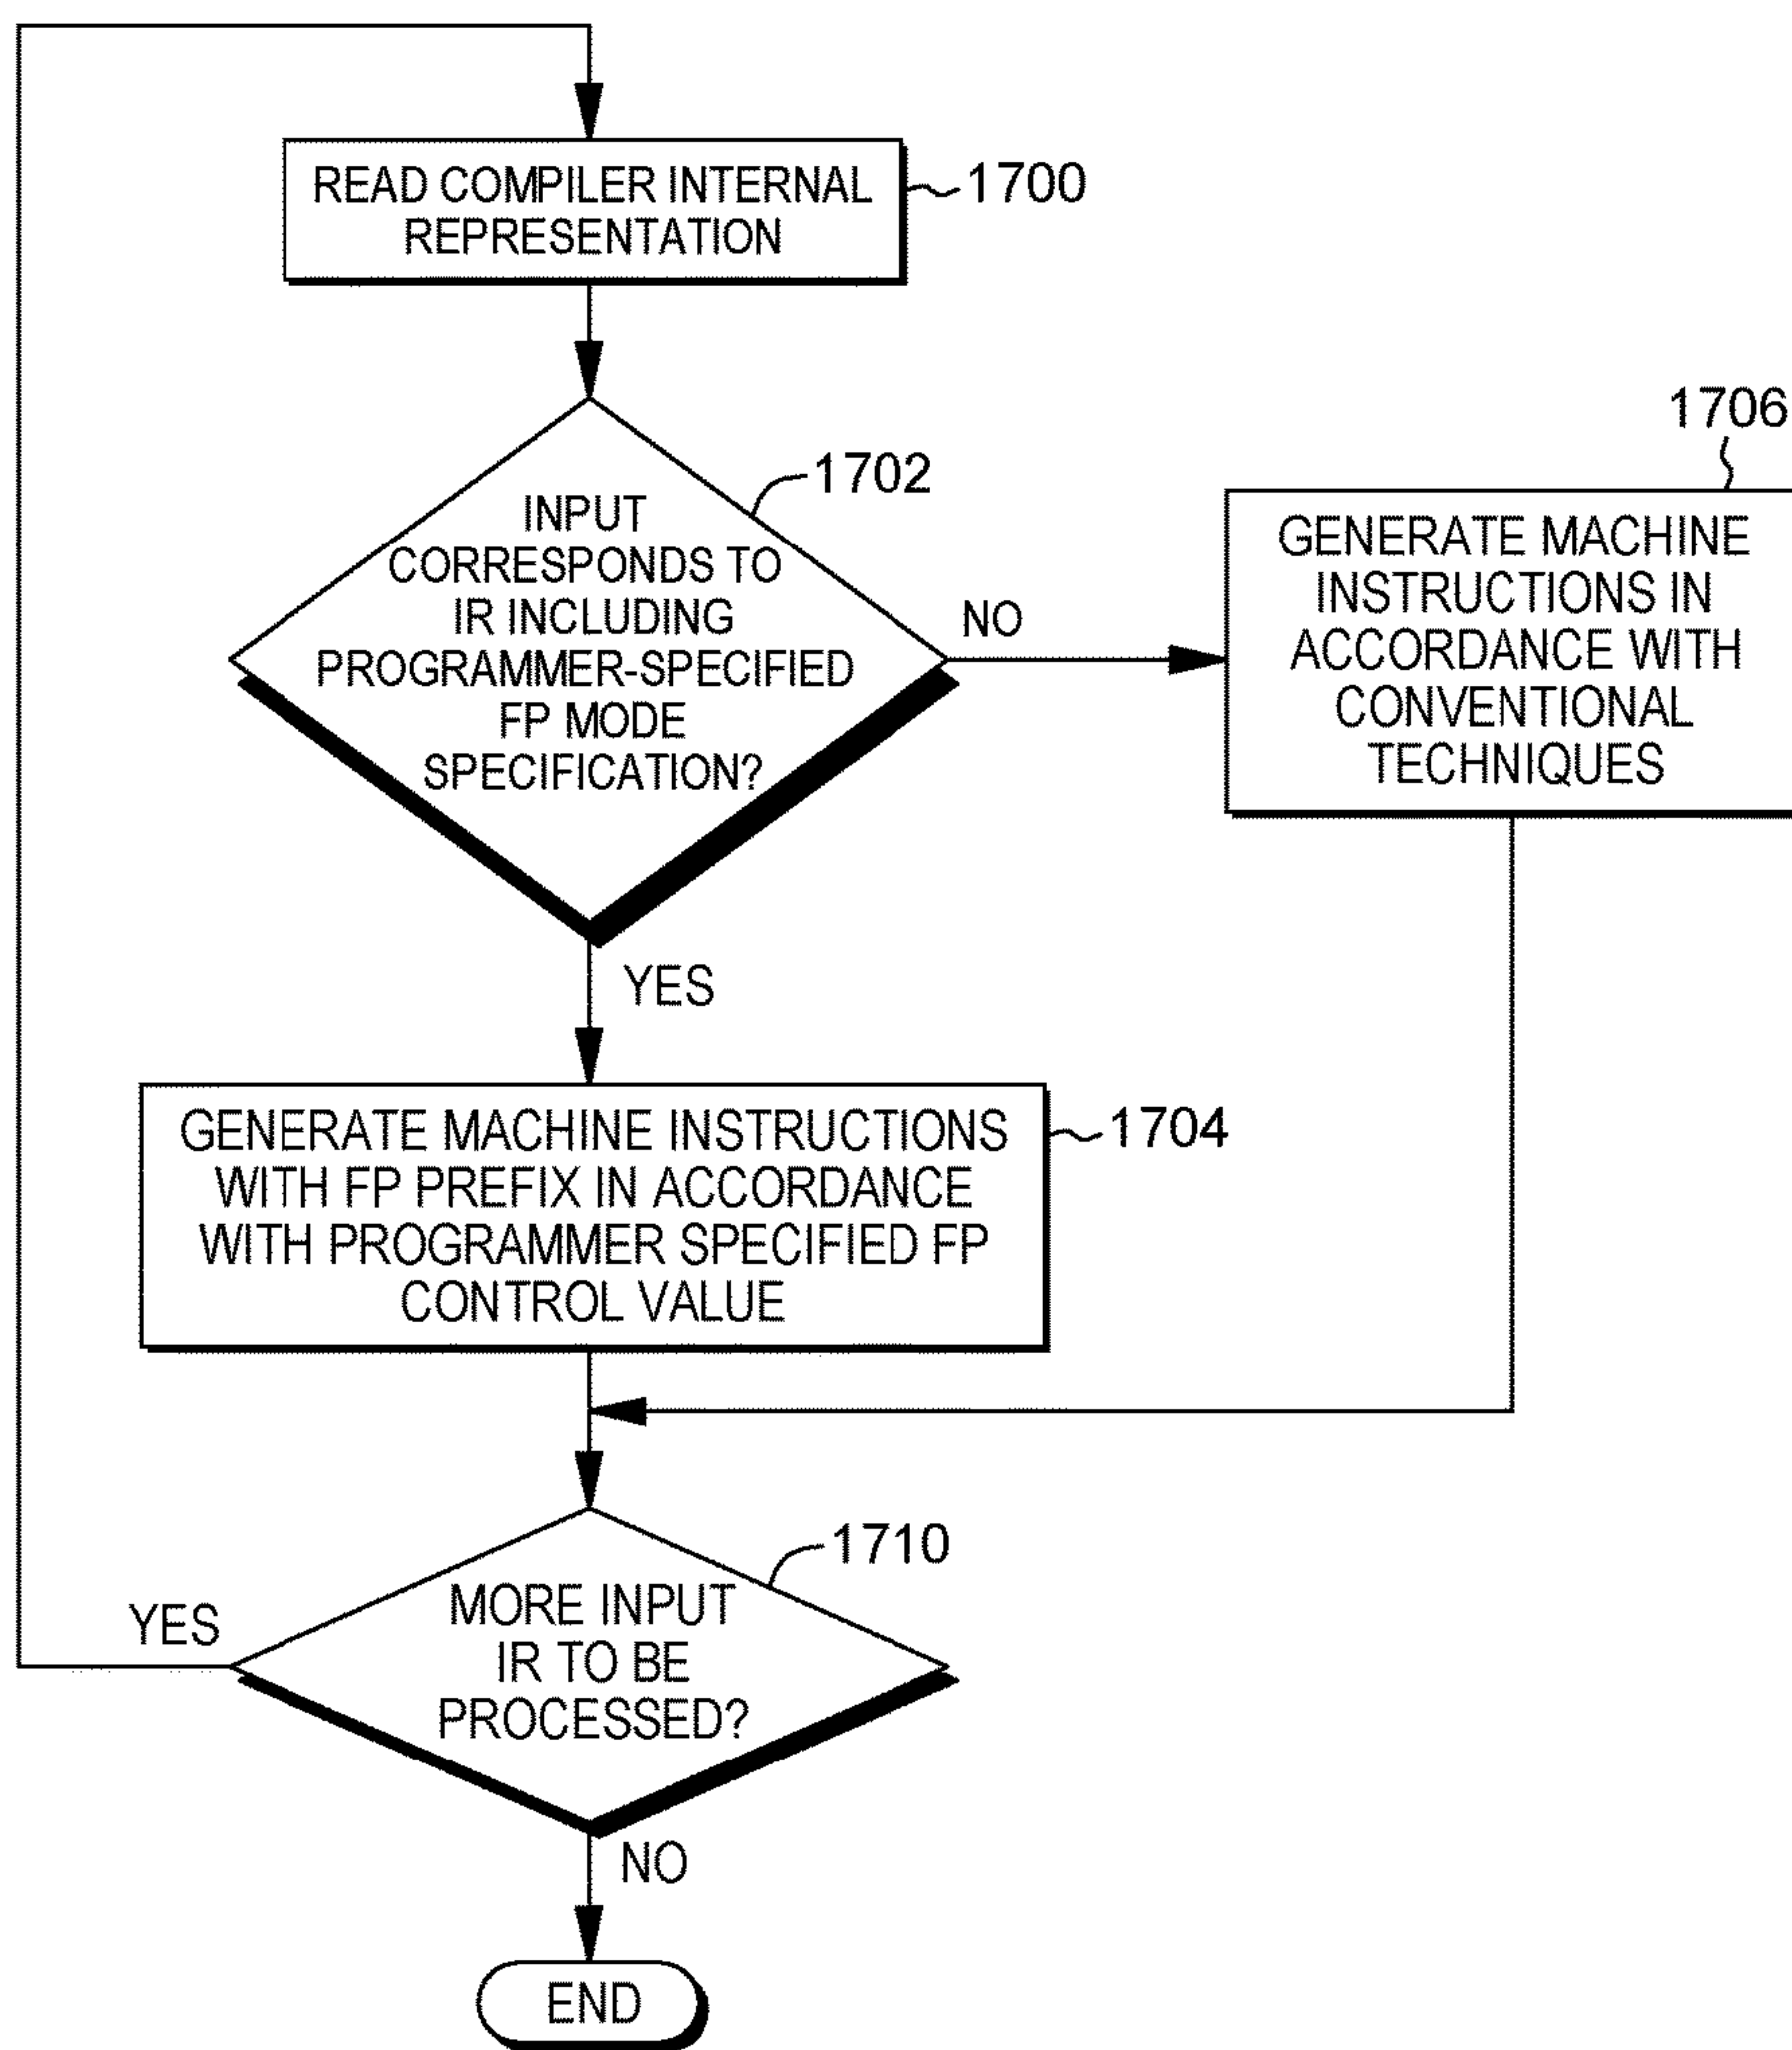 READ COMPILER INTERNAL
REPRESENTATION
1700
1706
1702
INPUT
CORRESPONDS TO
IR INCLUDING
PROGRAMMER-SPECIFIED
FP MODE
SPECIFICATION?
NO
GENERATE MACHINE
INSTRUCTIONS IN
ACCORDANCE WITH
CONVENTIONAL
TECHNIQUES
YES
GENERATE MACHINE INSTRUCTIONS
WITH FP PREFIX IN ACCORDANCE
WITH PROGRAMMER SPECIFIED FP
CONTROL VALUE
1704
1710
MORE INPUT
IR TO BE
PROCESSED?
YES
NO
END